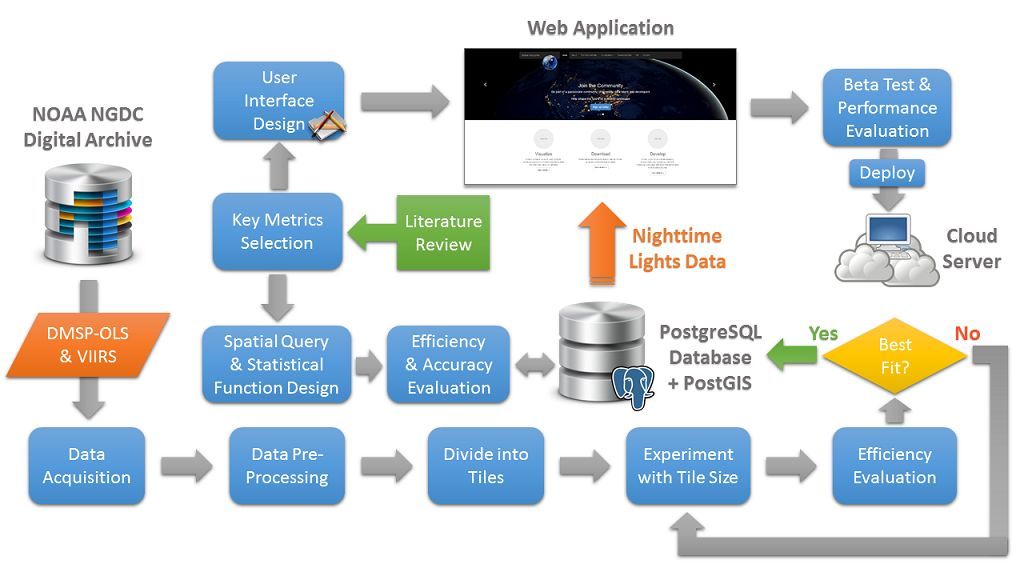 Web Application
Join the Community
Visualize
Download
Develop
User
Interface
Design
Beta Test &
Performance
Evaluation
Deploy
NOAA NGDC
Digital Archive
Key Metrics
Selection
Literature
Review
Nighttime
Lights Data
Cloud
Server
DMSP-OLS
& VIIRS
Spatial Query
& Statistical
Function Design
Efficiency
& Accuracy
Evaluation
PostgreSQL
Database
+ PostGIS
Yes
Best
Fit?
No
Data
Acquisition
Data Pre-
Processing
Divide into
Tiles
Experiment
with Tile Size
Efficiency
Evaluation